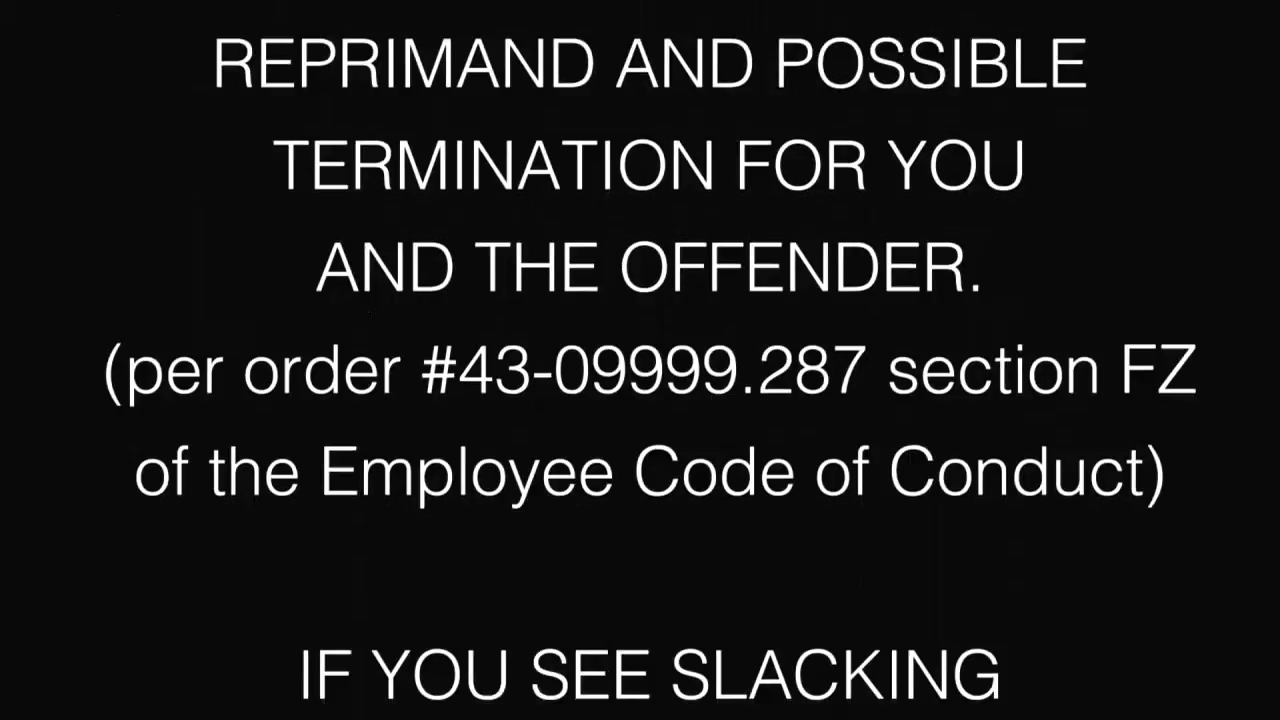 REPRIMAND AND POSSIBLE
TERMINATION FOR YOU
AND THE OFFENDER.
(per order #43-09999.287 section FZ
of the Employee Code of Conduct)
IF YOU SEE SLACKING